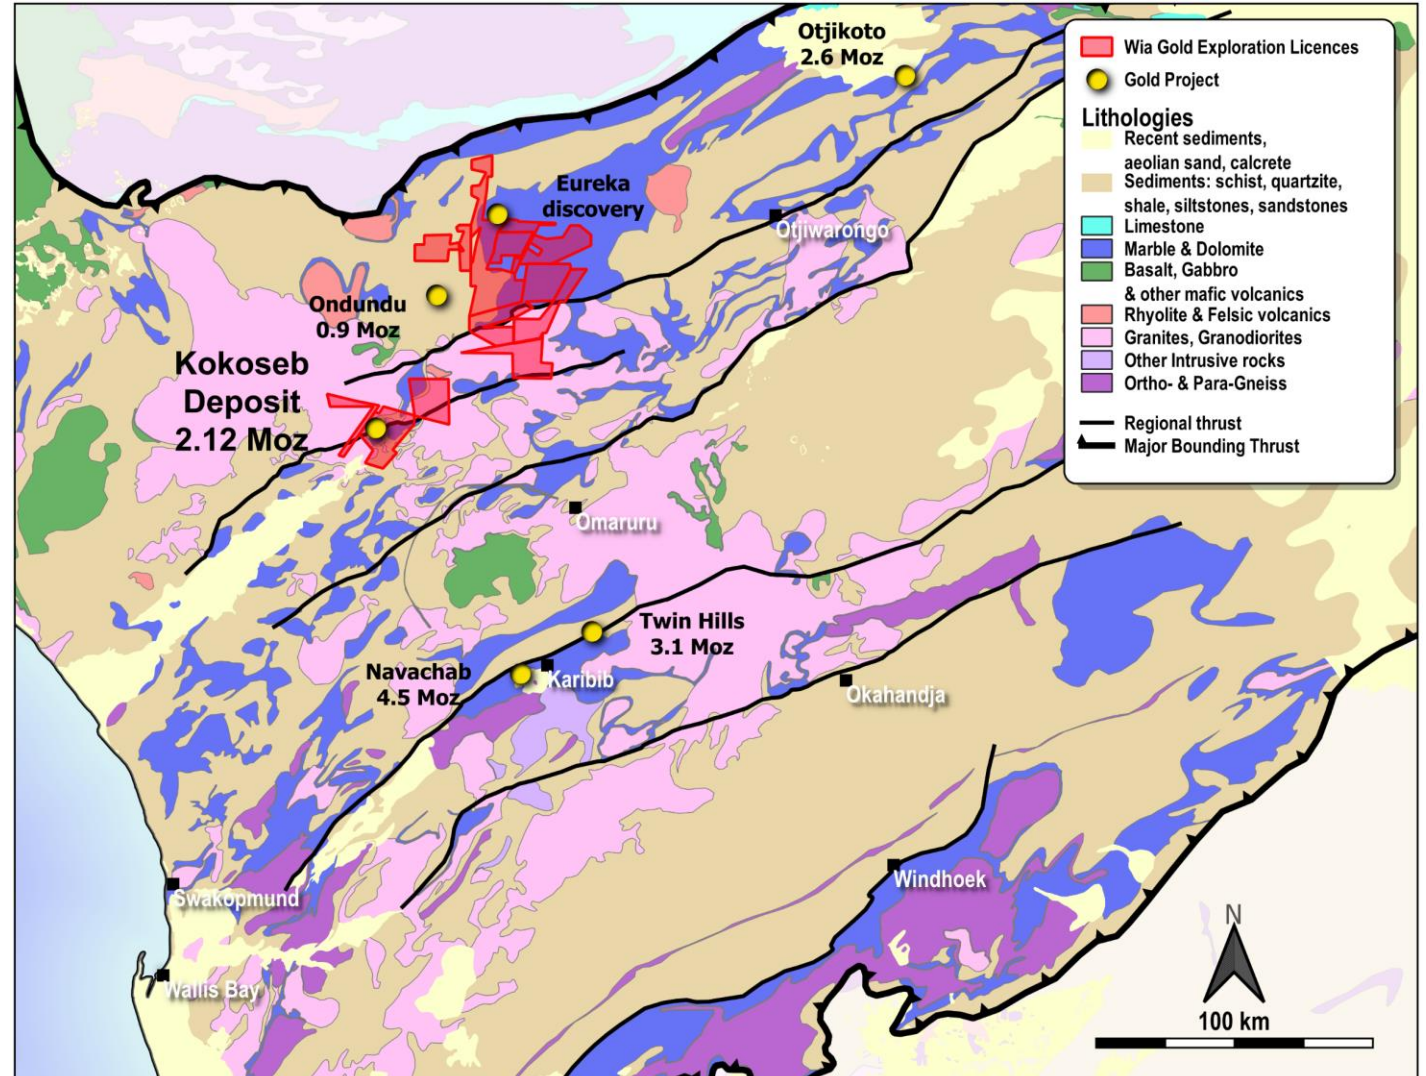 Otjikoto
2.6 Moz
Eureka
discovery
Otjiwarongo
Ondundu
0.9 Moz
Kokoseb
Deposit
2.12 Moz
Omaruru
Twin Hills
3.1 Moz
Navachab
4.5 Moz
Karibib
Okahandja
Swakopmund
Windhoek
Wallis Bay
Wia Gold Exploration Licences
Gold Project
Lithologies
Recent sediments,
aeolian sand, calcrete
Sediments: schist, quartzite,
shale, siltstones, sandstones
Limestone
Marble & Dolomite
Basalt, Gabbro
& other mafic volcanics
Rhyolite & Felsic volcanics
Granites, Granodiorites
Other Intrusive rocks
Ortho- & Para-Gneiss
Regional thrust
Major Bounding Thrust
N
100 km